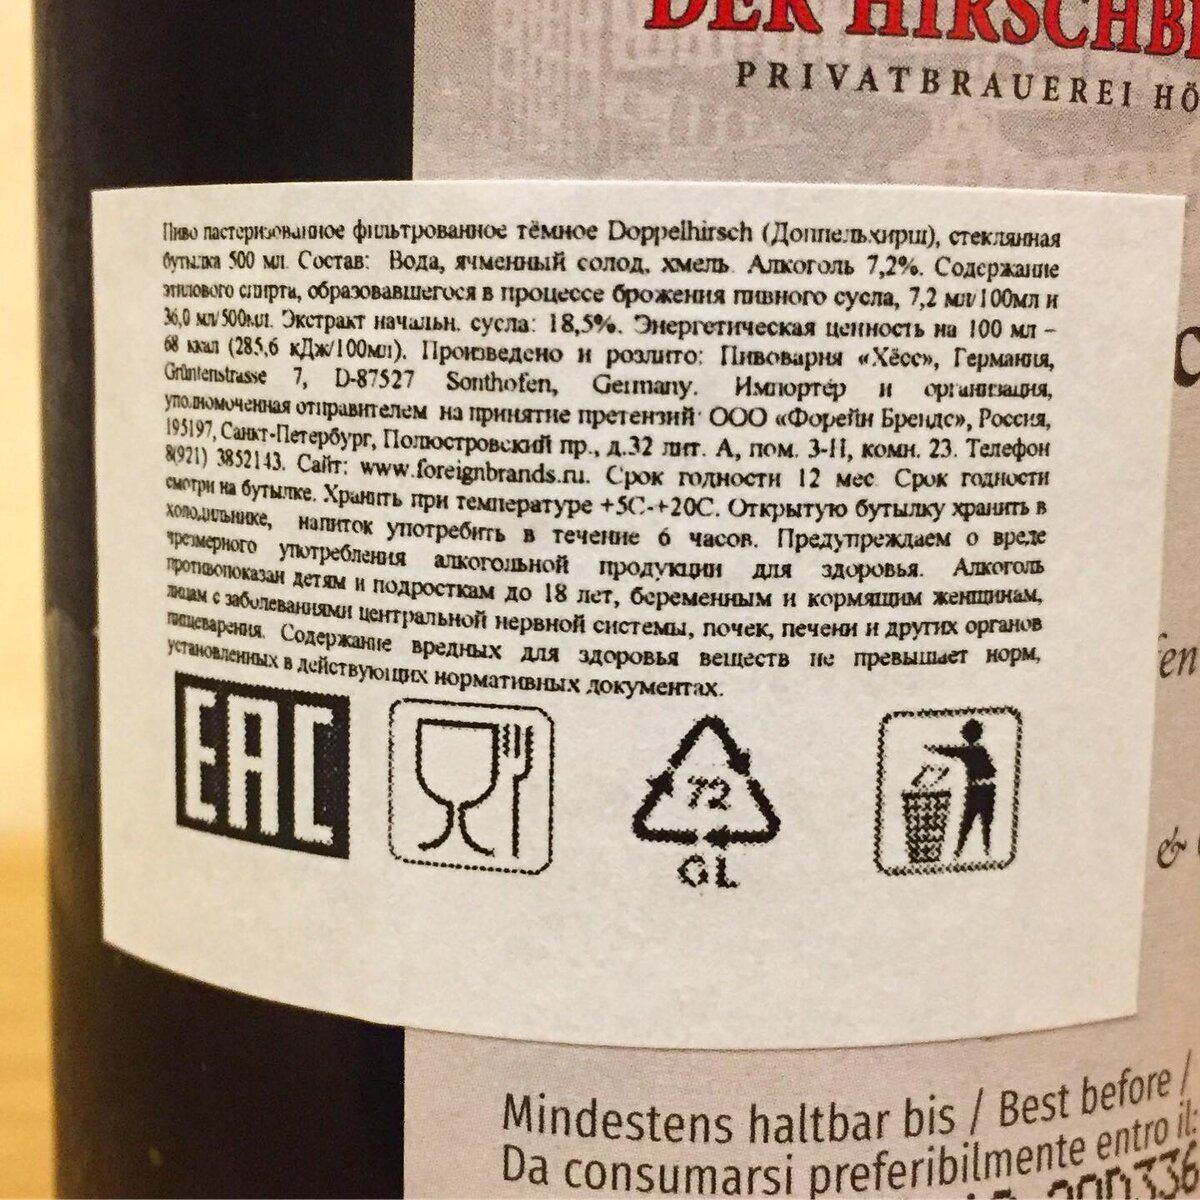 DER HIRSCHB
PRIVATBRAUEREI HÖ
Пиво пастеризованное фильтрованное тёмное Doppelhirsch (Доппельхирш), стеклянная
бутылка 500 мл. Состав: Вода, ячменный солод, хмель. Алкоголь 7,2%. Содержание
этилового спирта, образовавшегося в процессе брожения пивного сусла, 7,2 мл/100мл и
36,0 мл/500мл. Экстракт начальн. сусла: 18,5%. Энергетическая ценность на 100 мл –
68 ккал (285,6 кДж/100мл). Произведено и розлито: Пивоварня «Хёсс», Германия,
Grüntenstrasse 7, D-87527 Sonthofen, Germany. Импортёр и организация,
уполномоченная отправителем на принятие претензий: ООО «Форейн Брендс», Россия,
195197, Санкт-Петербург, Полюстровский пр., д.32 лит. А, пом. 3-Н, комн. 23. Телефон
8(921) 3852143. Сайт: www.foreignbrands.ru. Срок годности 12 мес. Срок годности
смотри на бутылке. Хранить при температуре +5С-+20С. Открытую бутылку хранить в
холодильнике, напиток употребить в течение 6 часов. Предупреждаем о вреде
чрезмерного употребления алкогольной продукции для здоровья. Алкоголь
противопоказан детям и подросткам до 18 лет, беременным и кормящим женщинам,
лицам с заболеваниями центральной нервной системы, почек, печени и других органов
пищеварения. Содержание вредных для здоровья веществ не превышает норм,
установленных в действующих нормативных документах.
EAC
72
GL
Mindestens haltbar bis / Best before /
Da consumarsi preferibilmente entro il: